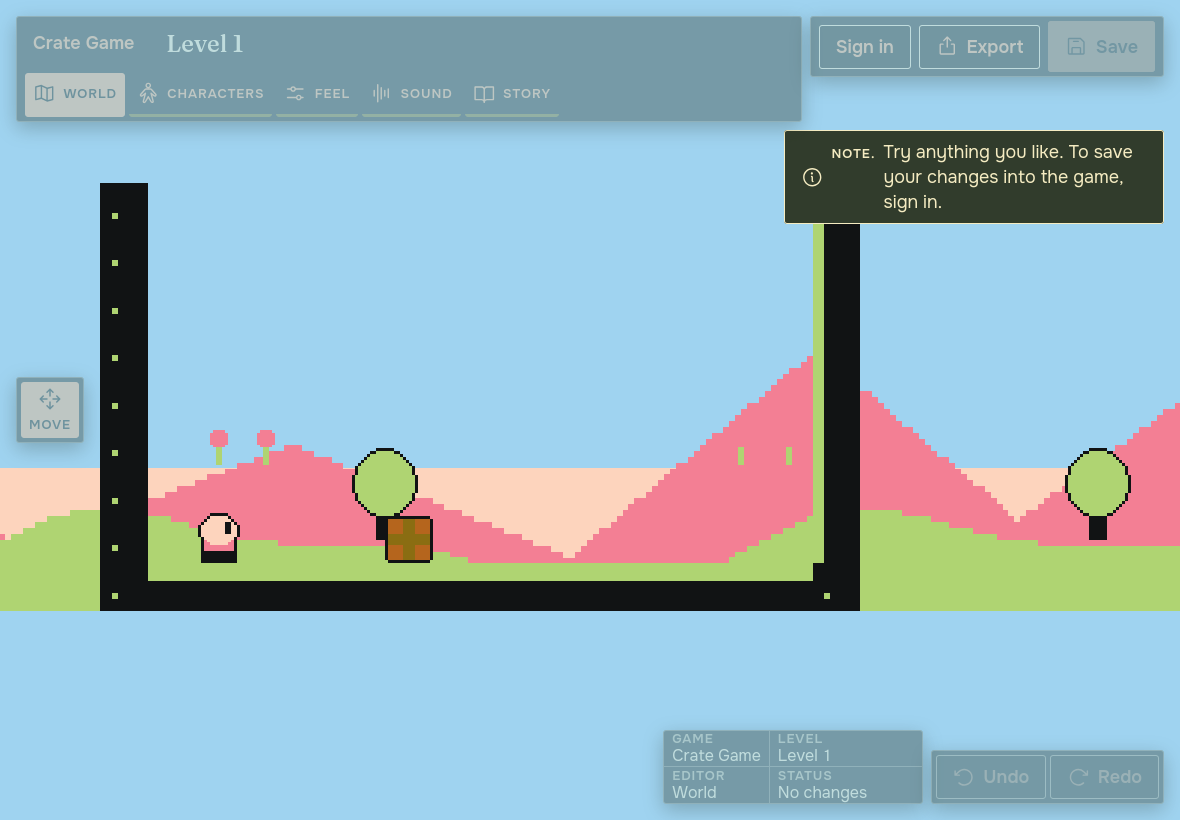 Crate Game
Level 1
WORLD
CHARACTERS
FEEL
SOUND
STORY
Sign in
Export
Save
NOTE. Try anything you like. To save
your changes into the game,
sign in.
MOVE
GAME
Crate Game
LEVEL
Level 1
EDITOR
World
STATUS
No changes
Undo
Redo